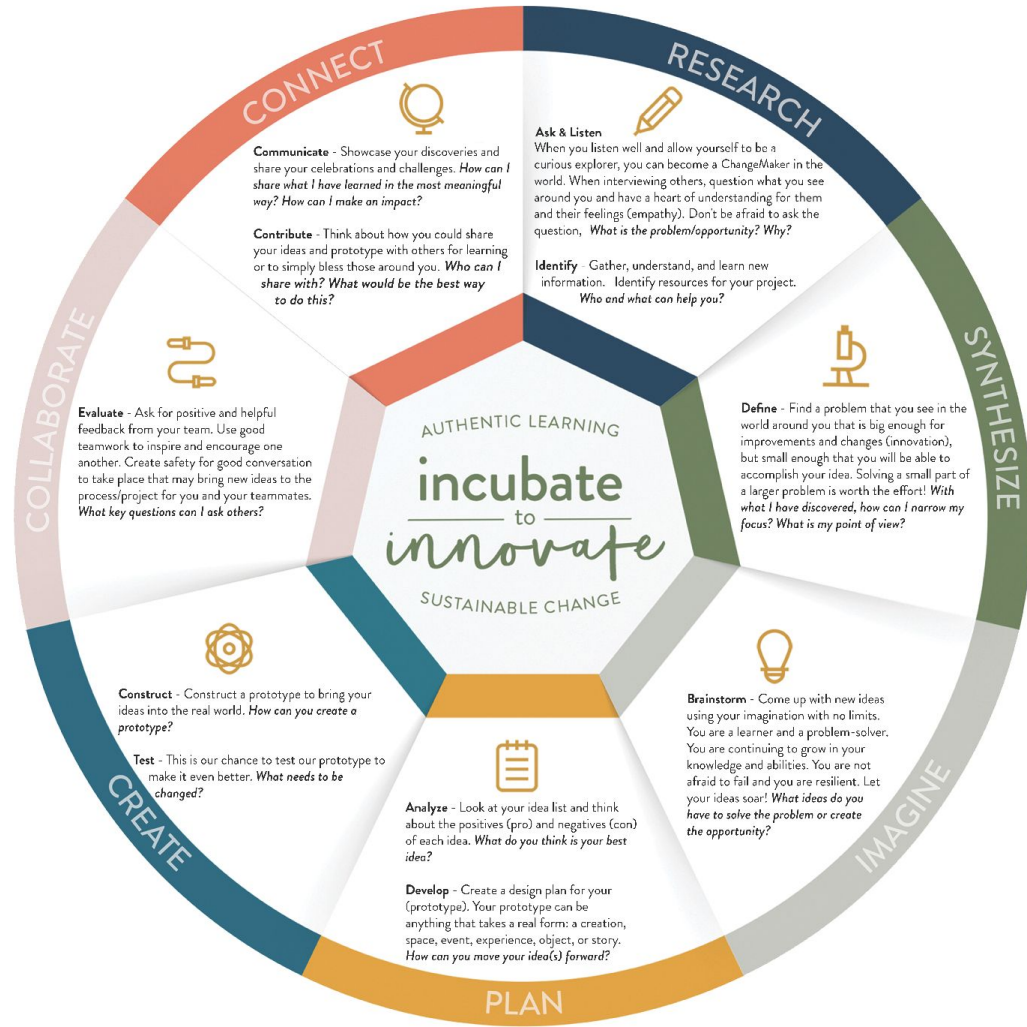 CONNECT
Communicate - Showcase your discoveries and
share your celebrations and challenges. How can I
share what I have learned in the most meaningful
way? How can I make an impact?
Contribute - Think about how you could share
your ideas and prototype with others for learning
or to simply bless those around you. Who can I
share with? What would be the best way
to do this?
RESEARCH
Ask & Listen
When you listen well and allow yourself to be a
curious explorer, you can become a ChangeMaker in the
world. When interviewing others, question what you see
around you and have a heart of understanding for them
and their feelings (empathy). Don't be afraid to ask the
question, What is the problem/opportunity? Why?
Identify - Gather, understand, and learn new
information. Identify resources for your project.
Who and what can help you?
SYNTHESIZE
Define - Find a problem that you see in the
world around you that is big enough for
improvements and changes (innovation),
but small enough that you will be able to
accomplish your idea. Solving a small part of
a larger problem is worth the effort! With
what I have discovered, how can I narrow my
focus? What is my point of view?
IMAGINE
Brainstorm - Come up with new ideas
using your imagination with no limits.
You are a learner and a problem-solver.
You are continuing to grow in your
knowledge and abilities. You are not
afraid to fail and you are resilient. Let
your ideas soar! What ideas do you
have to solve the problem or create
the opportunity?
PLAN
Analyze - Look at your idea list and think
about the positives (pro) and negatives (con)
of each idea. What do you think is your best
idea?
Develop - Create a design plan for your
(prototype). Your prototype can be
anything that takes a real form: a creation,
space, event, experience, object, or story.
How can you move your idea(s) forward?
CREATE
Construct - Construct a prototype to bring your
ideas into the real world. How can you create a
prototype?
Test - This is our chance to test our prototype to
make it even better. What needs to be
changed?
COLLABORATE
Evaluate - Ask for positive and helpful
feedback from your team. Use good
teamwork to inspire and encourage one
another. Create safety for good conversation
to take place that may bring new ideas to the
process/project for you and your teammates.
What key questions can I ask others?
AUTHENTIC LEARNING
incubate
to
innovate
SUSTAINABLE CHANGE